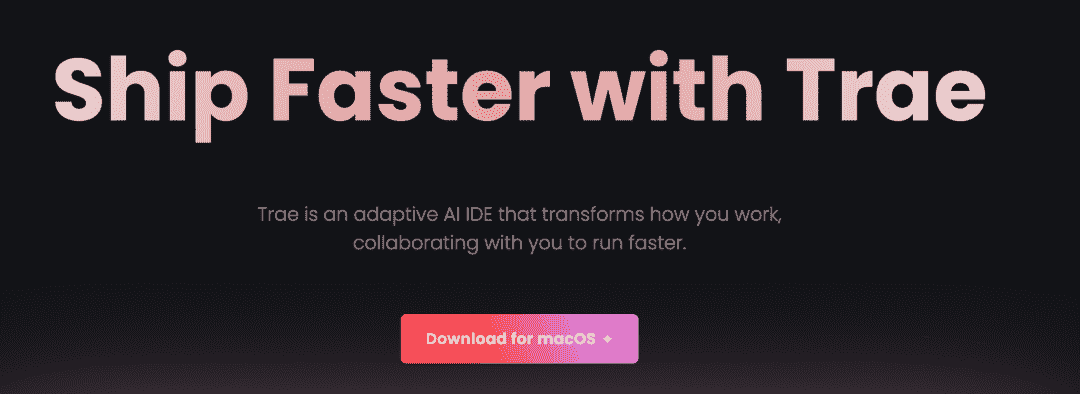 Ship Faster with Trae
Trae is an adaptive AI IDE that transforms how you work,
collaborating with you to run faster.
Download for macOS ✦